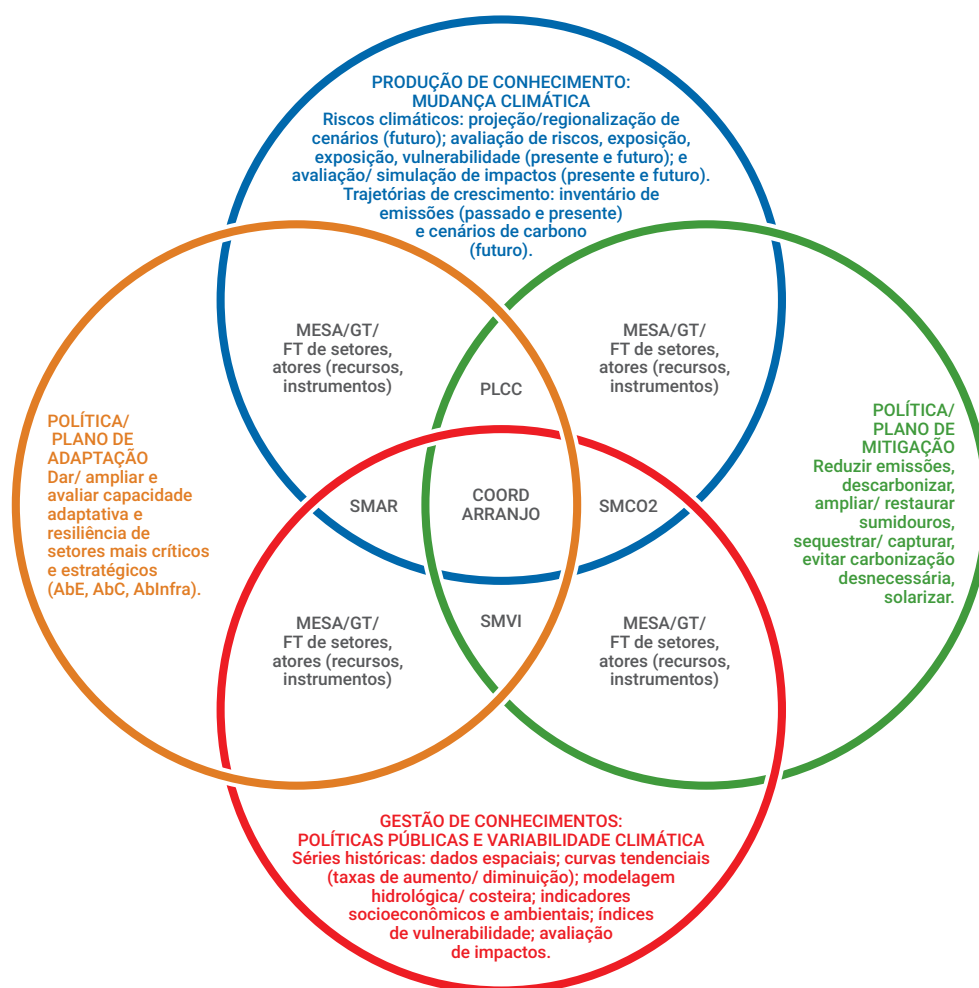 PRODUÇÃO DE CONHECIMENTO:
MUDANÇA CLIMÁTICA
Riscos climáticos: projeção/regionalização de
cenários (futuro); avaliação de riscos, exposição,
exposição, vulnerabilidade (presente e futuro); e
avaliação/ simulação de impactos (presente e futuro).
Trajetórias de crescimento: inventário de
emissões (passado e presente)
e cenários de carbono
(futuro).
MESA/GT/
FT de setores,
atores (recursos,
instrumentos)
PLCC
MESA/GT/
FT de setores,
atores (recursos,
instrumentos)
POLÍTICA/
PLANO DE
ADAPTAÇÃO
Dar/ ampliar e
avaliar capacidade
adaptativa e
resiliência de
setores mais críticos
e estratégicos
(AbE, AbC, AbInfra).
SMAR
COORD
ARRANJO
SMCO2
POLÍTICA/
PLANO DE
MITIGAÇÃO
Reduzir emissões,
descarbonizar,
ampliar/ restaurar
sumidouros,
sequestrar/ capturar,
evitar carbonização
desnecessária,
solarizar.
MESA/GT/
FT de setores,
atores (recursos,
instrumentos)
SMVI
MESA/GT/
FT de setores,
atores (recursos,
instrumentos)
GESTÃO DE CONHECIMENTOS:
POLÍTICAS PÚBLICAS E VARIABILIDADE CLIMÁTICA
Séries históricas: dados espaciais; curvas tendenciais
(taxas de aumento/ diminuição); modelagem
hidrológica/ costeira; indicadores
socioeconômicos e ambientais; índices
de vulnerabilidade; avaliação
de impactos.